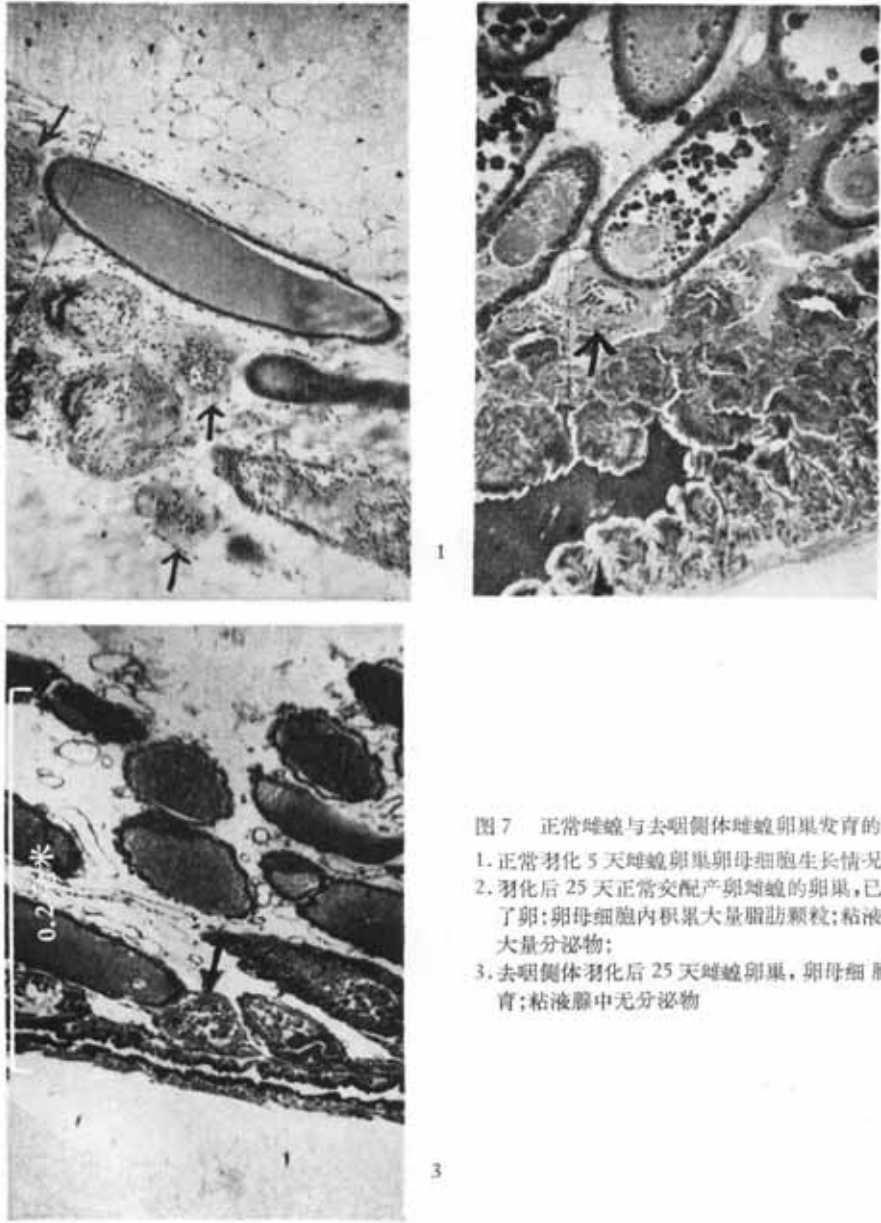 1
0.2毫米
3
图7 正常雌蝗与去咽侧体雌蝗卵巢发育的
1. 正常羽化5天雌蝗卵巢卵母细胞生长情况
2. 羽化后25天正常交配产卵雌蝗的卵巢,已
了卵;卵母细胞内积累大量脂肪颗粒;粘液
大量分泌物;
3. 去咽侧体羽化后25天雌蝗卵巢,卵母细
育;粘液腺中无分泌物